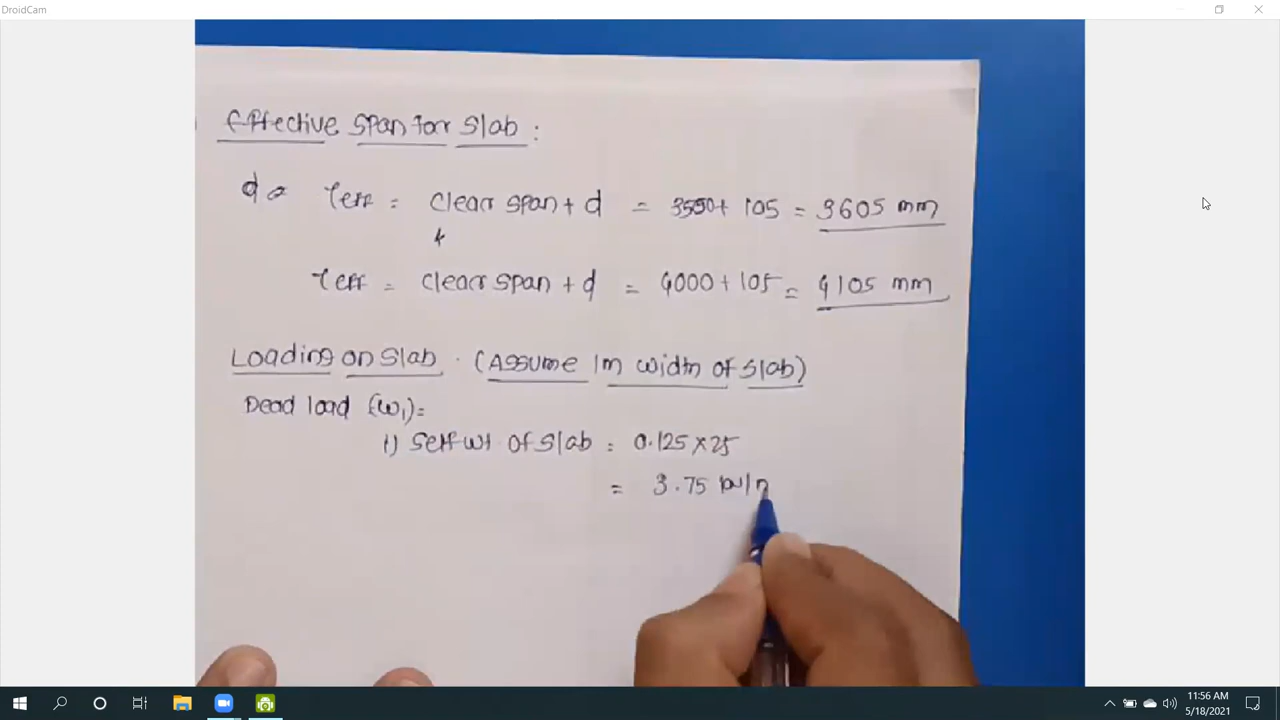 DroidCam
Effective span for slab :
d = leff = clear span + d = 3500 + 105 = 3605 mm
leff = clear span + d = 4000 + 105 = 4105 mm
Loading on slab . (Assume 1m width of slab)
Dead load (w1) =
1) Self wt of slab = 0.125 x 25
= 3.75 kN/m
11:56 AM
5/18/2021